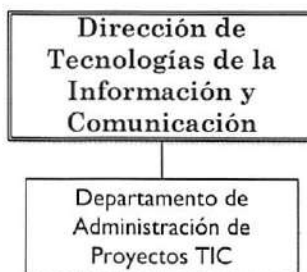 Dirección de
Tecnologías de la
Información y
Comunicación
Departamento de
Administración de
Proyectos TIC